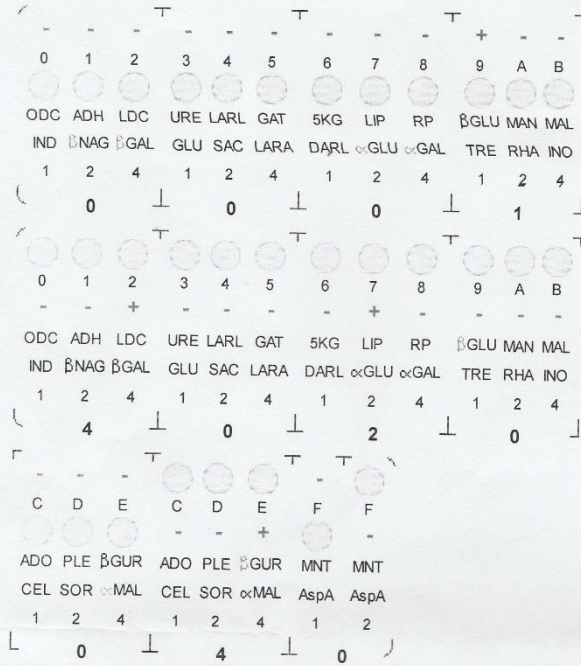 - - - - - - - - - + - -
0 1 2 3 4 5 6 7 8 9 A B
ODC ADH LDC URE LARL GAT 5KG LIP RP βGLU MAN MAL
IND βNAG βGAL GLU SAC LARA DARL αGLU αGAL TRE RHA INO
1 2 4 1 2 4 1 2 4 1 2 4
0 0 0 1
0 1 2 3 4 5 6 7 8 9 A B
- - + - - - - + - - - -
ODC ADH LDC URE LARL GAT 5KG LIP RP βGLU MAN MAL
IND βNAG βGAL GLU SAC LARA DARL αGLU αGAL TRE RHA INO
1 2 4 1 2 4 1 2 4 1 2 4
4 0 2 0
- - - -
C D E C D E F F
- - + -
ADO PLE βGUR ADO PLE βGUR MNT MNT
CEL SOR αMAL CEL SOR αMAL AspA AspA
1 2 4 1 2 4 1 2
0 4 0